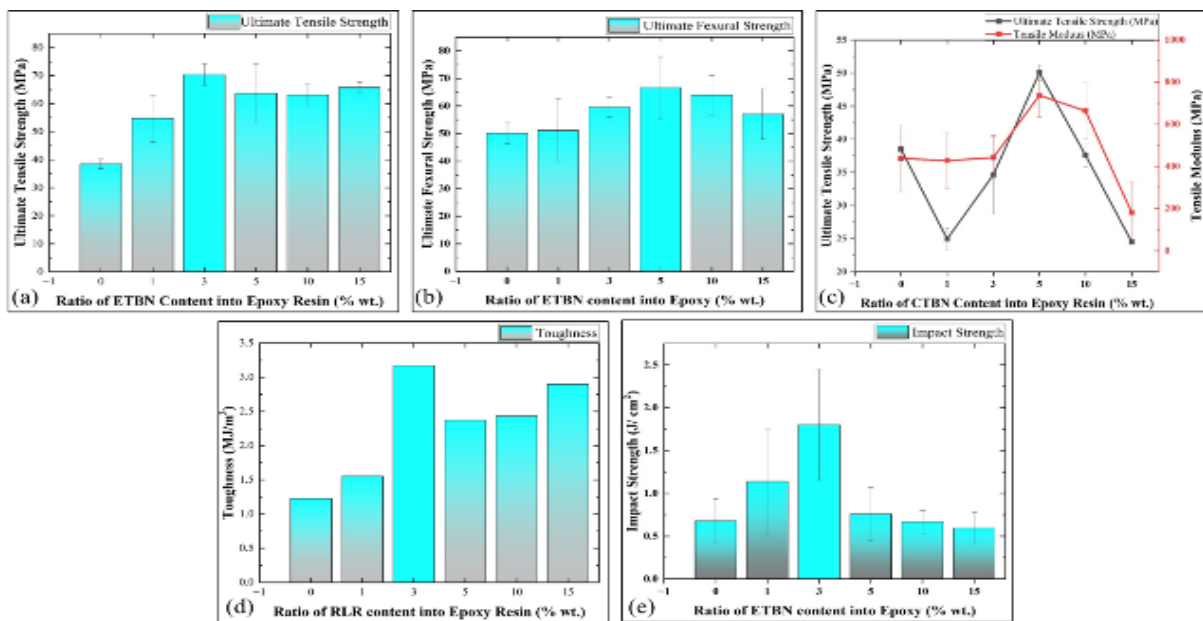 Ultimate Tensile Strength
Ultimate Tensile Strength (MPa)
80
70
60
50
40
30
20
10
0
−1 0 1 3 5 10 15
(a) Ratio of ETBN Content into Epoxy Resin (% wt.)
Ultimate Fexural Strength
Ultimate Fexural Strength (MPa)
80
70
60
50
40
30
20
10
0
−1 0 1 3 5 10 15
(b) Ratio of ETBN content into Epoxy (% wt.)
Ultimate Tensile Strength (MPa)
Tensile Moduus (MPa)
Ultimate Tensile Strength (MPa)
55
50
45
40
35
30
25
20
1000
800
600
400
200
0
Tensile Modulus (MPa)
−1 0 1 3 5 10 15
(c) Ratio of CTBN Content into Epoxy Resin (% wt.)
Toughness
Toughness (MJ/m³)
3.5
3.0
2.5
2.0
1.5
1.0
0.5
0.0
−1 0 1 3 5 10 15
(d) Ratio of RLR content into Epoxy Resin (% wt.)
Impact Strength
Impact Strength (J/ cm²)
2.5
2.0
1.5
1.0
0.5
0.0
−1 0 1 3 5 10 15
(e) Ratio of ETBN content into Epoxy (% wt.)